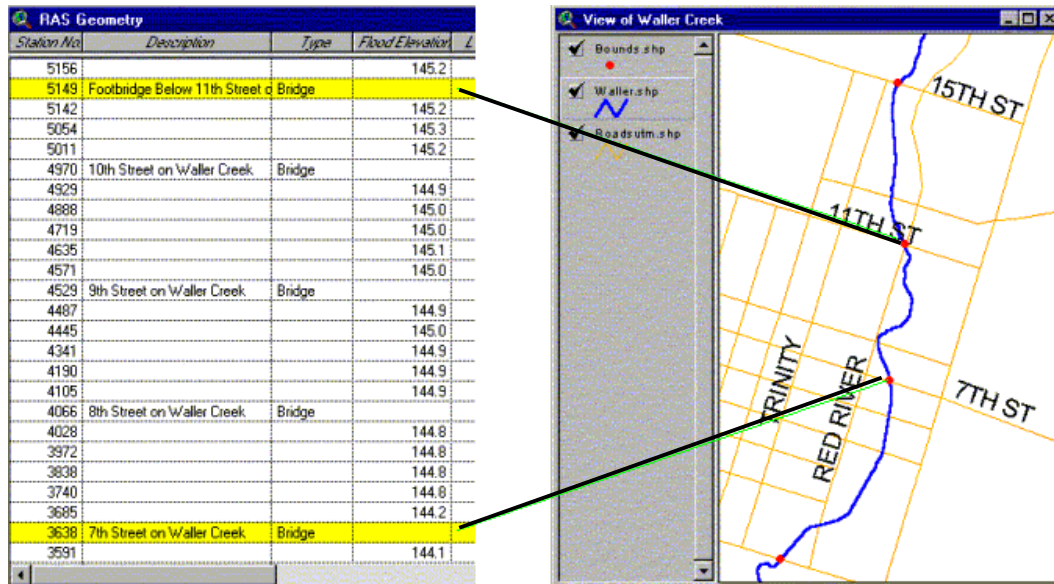 RAS Geometry
Station No Description Type Flood Elevation L
5156 145.2
5149 Footbridge Below 11th Street o Bridge
5142 145.2
5054 145.3
5011 145.2
4970 10th Street on Waller Creek Bridge
4929 144.9
4888 145.0
4719 145.0
4635 145.1
4571 145.0
4529 9th Street on Waller Creek Bridge
4487 144.9
4445 145.0
4341 144.9
4190 144.9
4105 144.9
4066 8th Street on Waller Creek Bridge
4028 144.8
3972 144.8
3838 144.8
3740 144.8
3685 144.2
3638 7th Street on Waller Creek Bridge
3591 144.1
View of Waller Creek
Bounds.shp
Waller.shp
Roadsutm.shp
15TH ST
11TH ST
TRINITY
RED RIVER
7TH ST